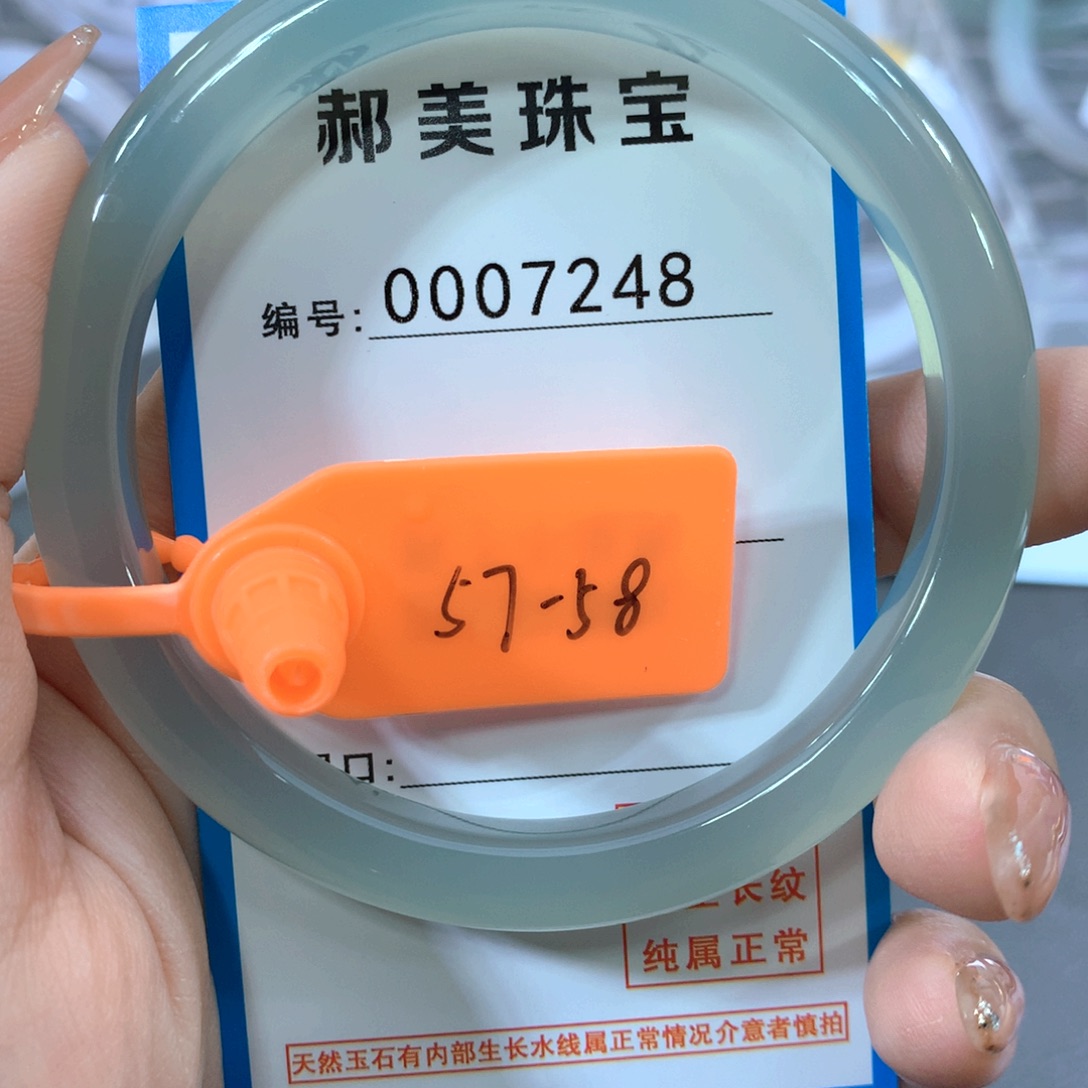 郝美珠宝
编号: 0007248
57-58
口:
长纹
纯属正常
天然玉石有内部生长水线属正常情况介意者慎拍